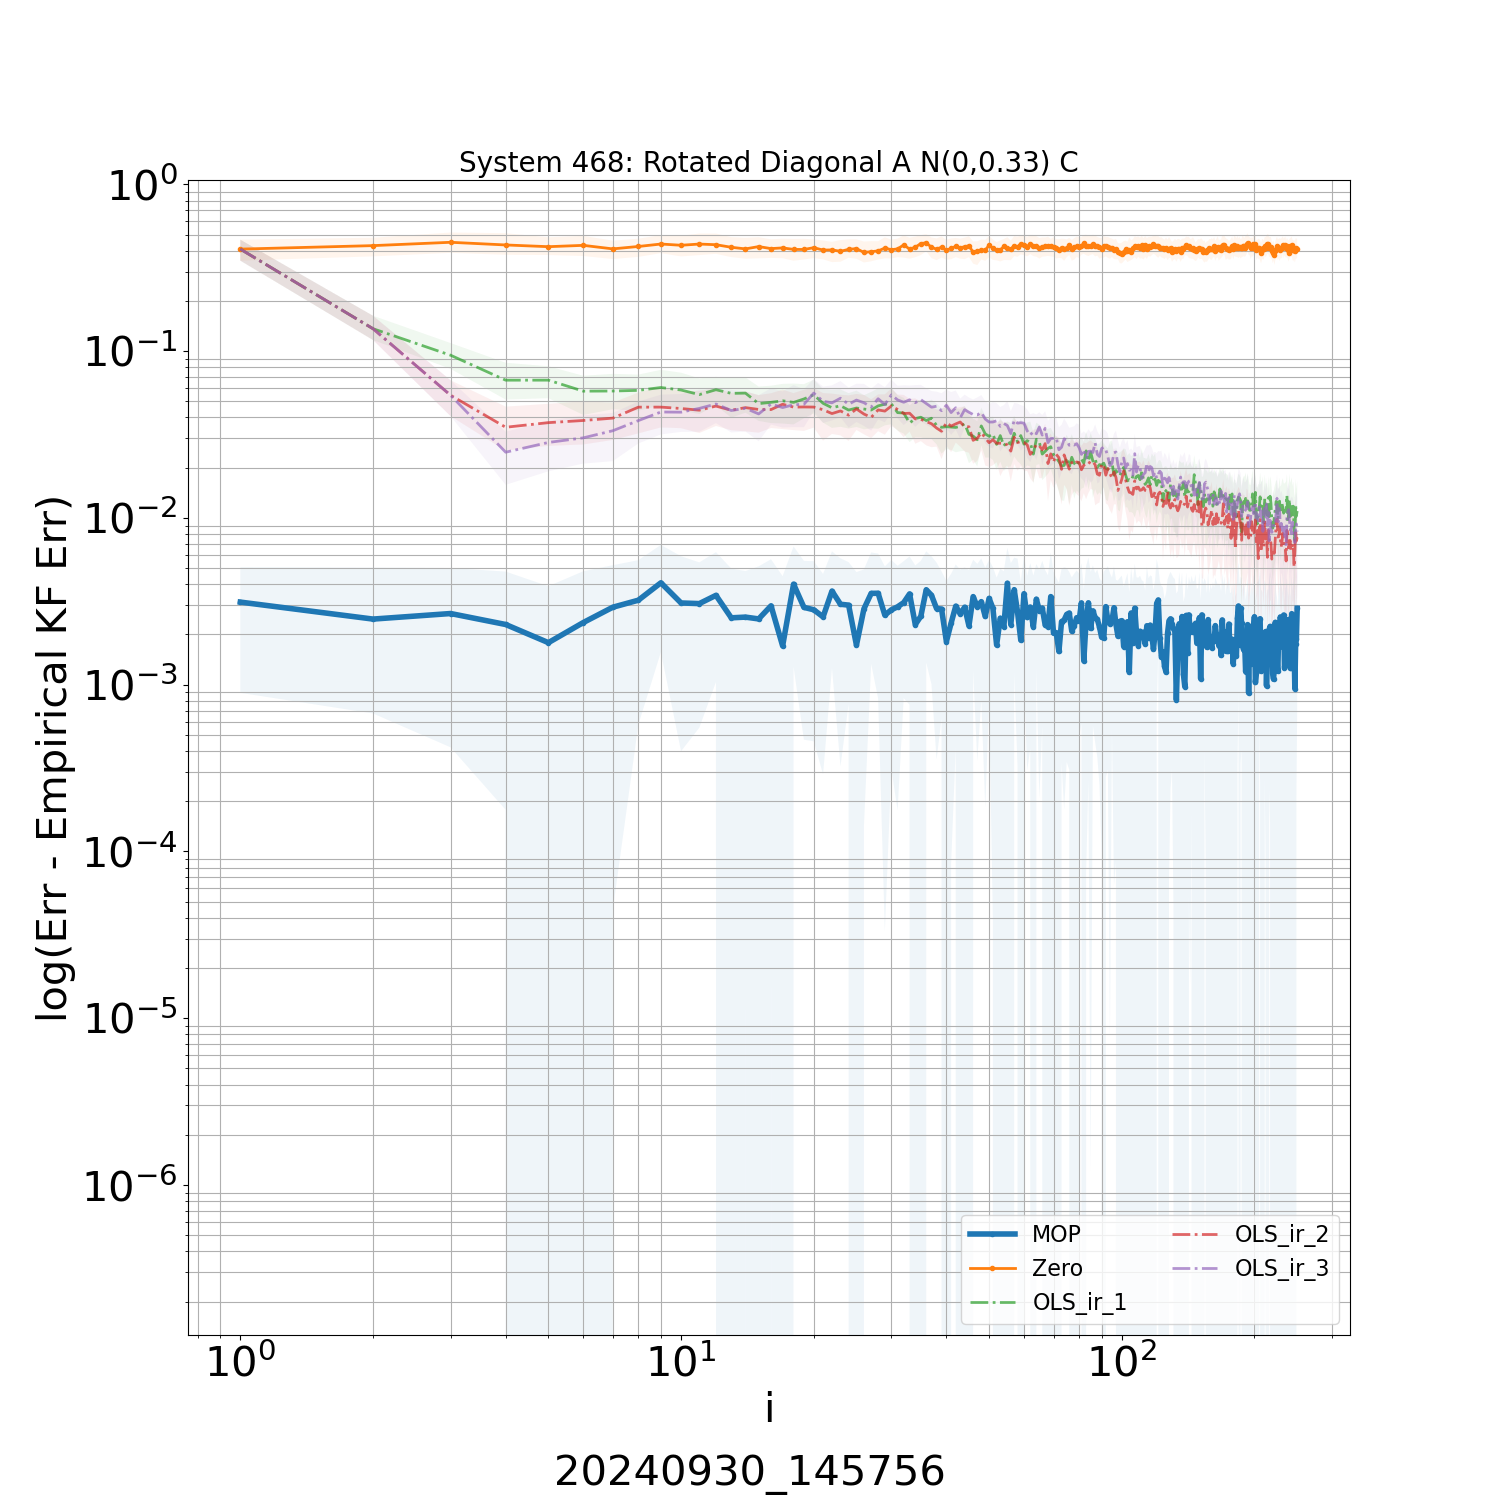 System 468: Rotated Diagonal A N(0,0.33) C
log(Err - Empirical KF Err)
10^0
10^-1
10^-2
10^-3
10^-4
10^-5
10^-6
MOP
Zero
OLS_ir_1
OLS_ir_2
OLS_ir_3
10^0 10^1 10^2
i
20240930_145756